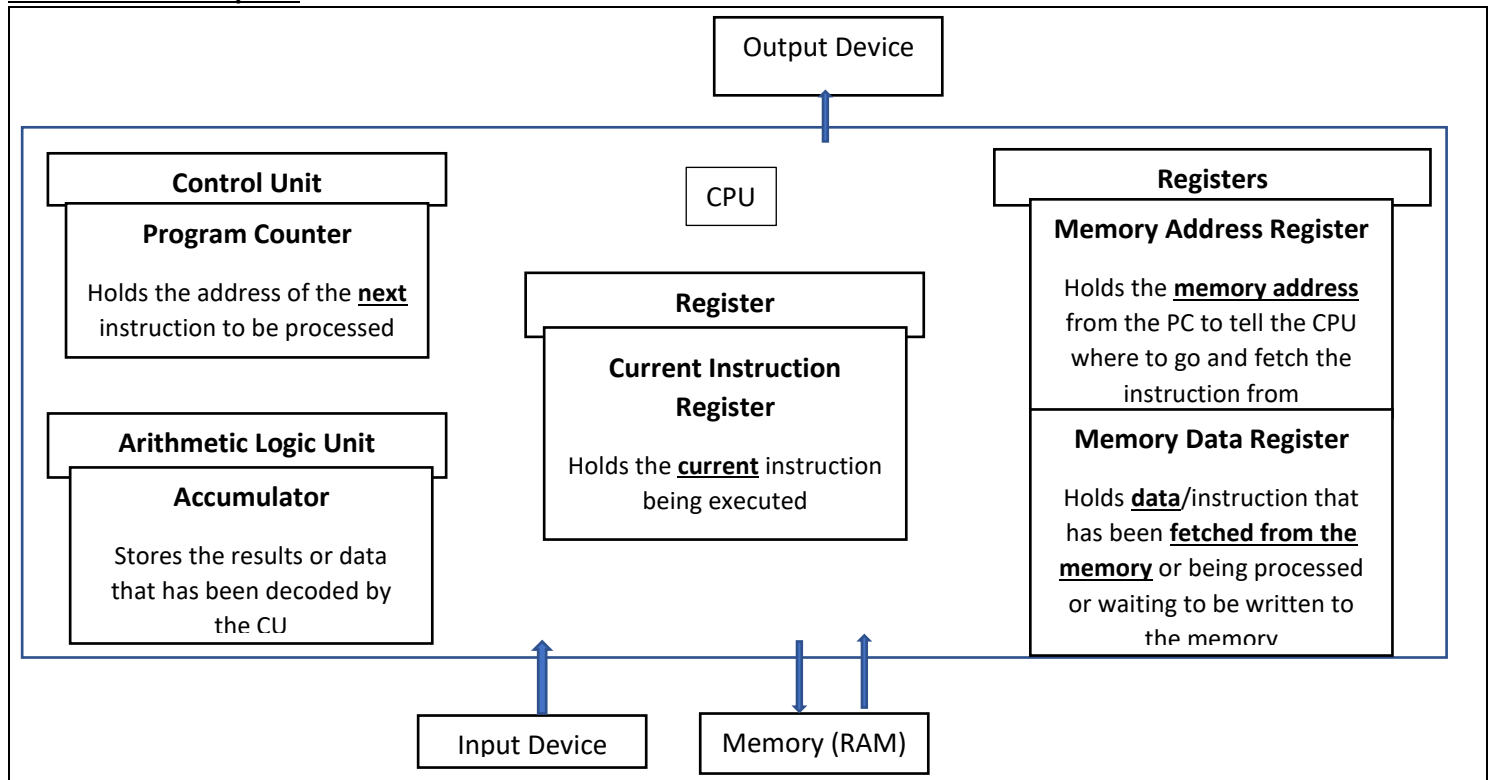 Output Device
CPU
Control Unit
Program Counter
Holds the address of the next
instruction to be processed
Arithmetic Logic Unit
Accumulator
Stores the results or data
that has been decoded by
the CU
Register
Current Instruction
Register
Holds the current instruction
being executed
Registers
Memory Address Register
Holds the memory address
from the PC to tell the CPU
where to go and fetch the
instruction from
Memory Data Register
Holds data/instruction that
has been fetched from the
memory or being processed
or waiting to be written to
the memory
Input Device
Memory (RAM)